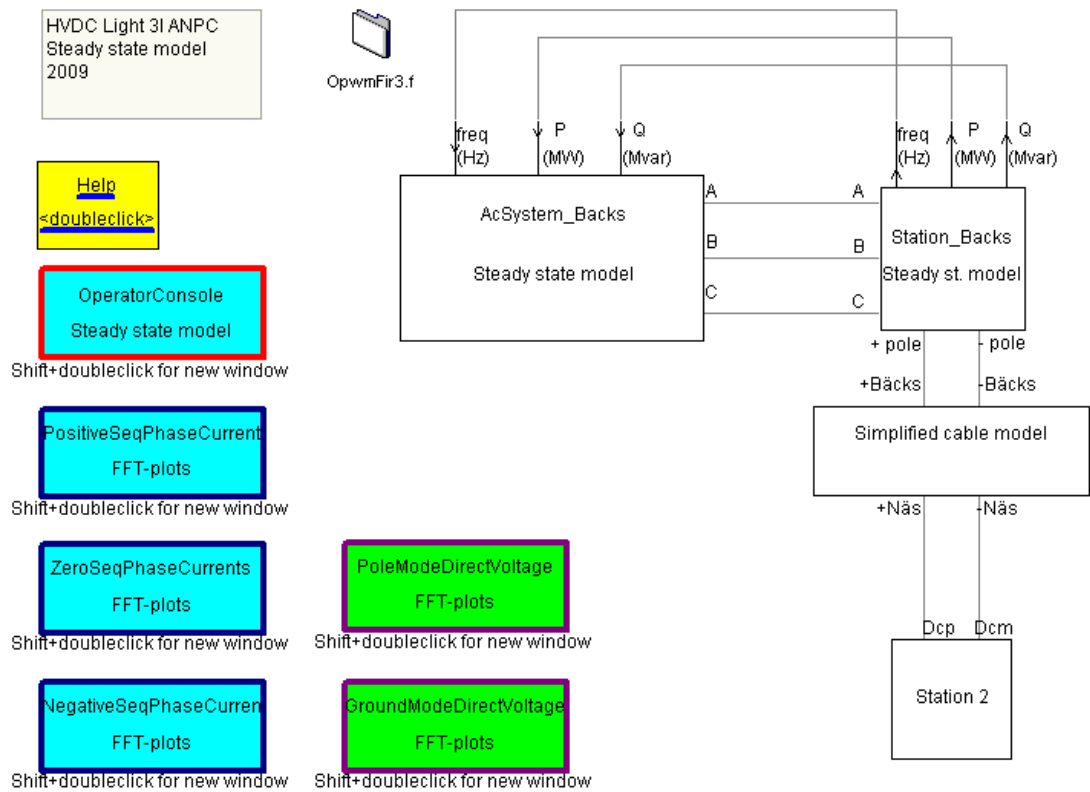 HVDC Light 3l ANPC
Steady state model
2009
OpwmFir3.f
Help
<doubleclick>
OperatorConsole
Steady state model
Shift+doubleclick for new window
PositiveSeqPhaseCurrent
FFT-plots
Shift+doubleclick for new window
ZeroSeqPhaseCurrents
FFT-plots
Shift+doubleclick for new window
NegativeSeqPhaseCurren
FFT-plots
Shift+doubleclick for new window
PoleModeDirectVoltage
FFT-plots
Shift+doubleclick for new window
GroundModeDirectVoltage
FFT-plots
Shift+doubleclick for new window
freq
(Hz)
P
(MW)
Q
(Mvar)
AcSystem_Backs
Steady state model
A
B
C
freq
(Hz)
P
(MW)
Q
(Mvar)
A
B
C
Station_Backs
Steady st. model
+ pole
- pole
+Bäcks
-Bäcks
Simplified cable model
+Näs
-Näs
Dcp
Dcm
Station 2